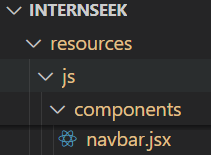 INTERNSEEK
resources
js
components
navbar.jsx